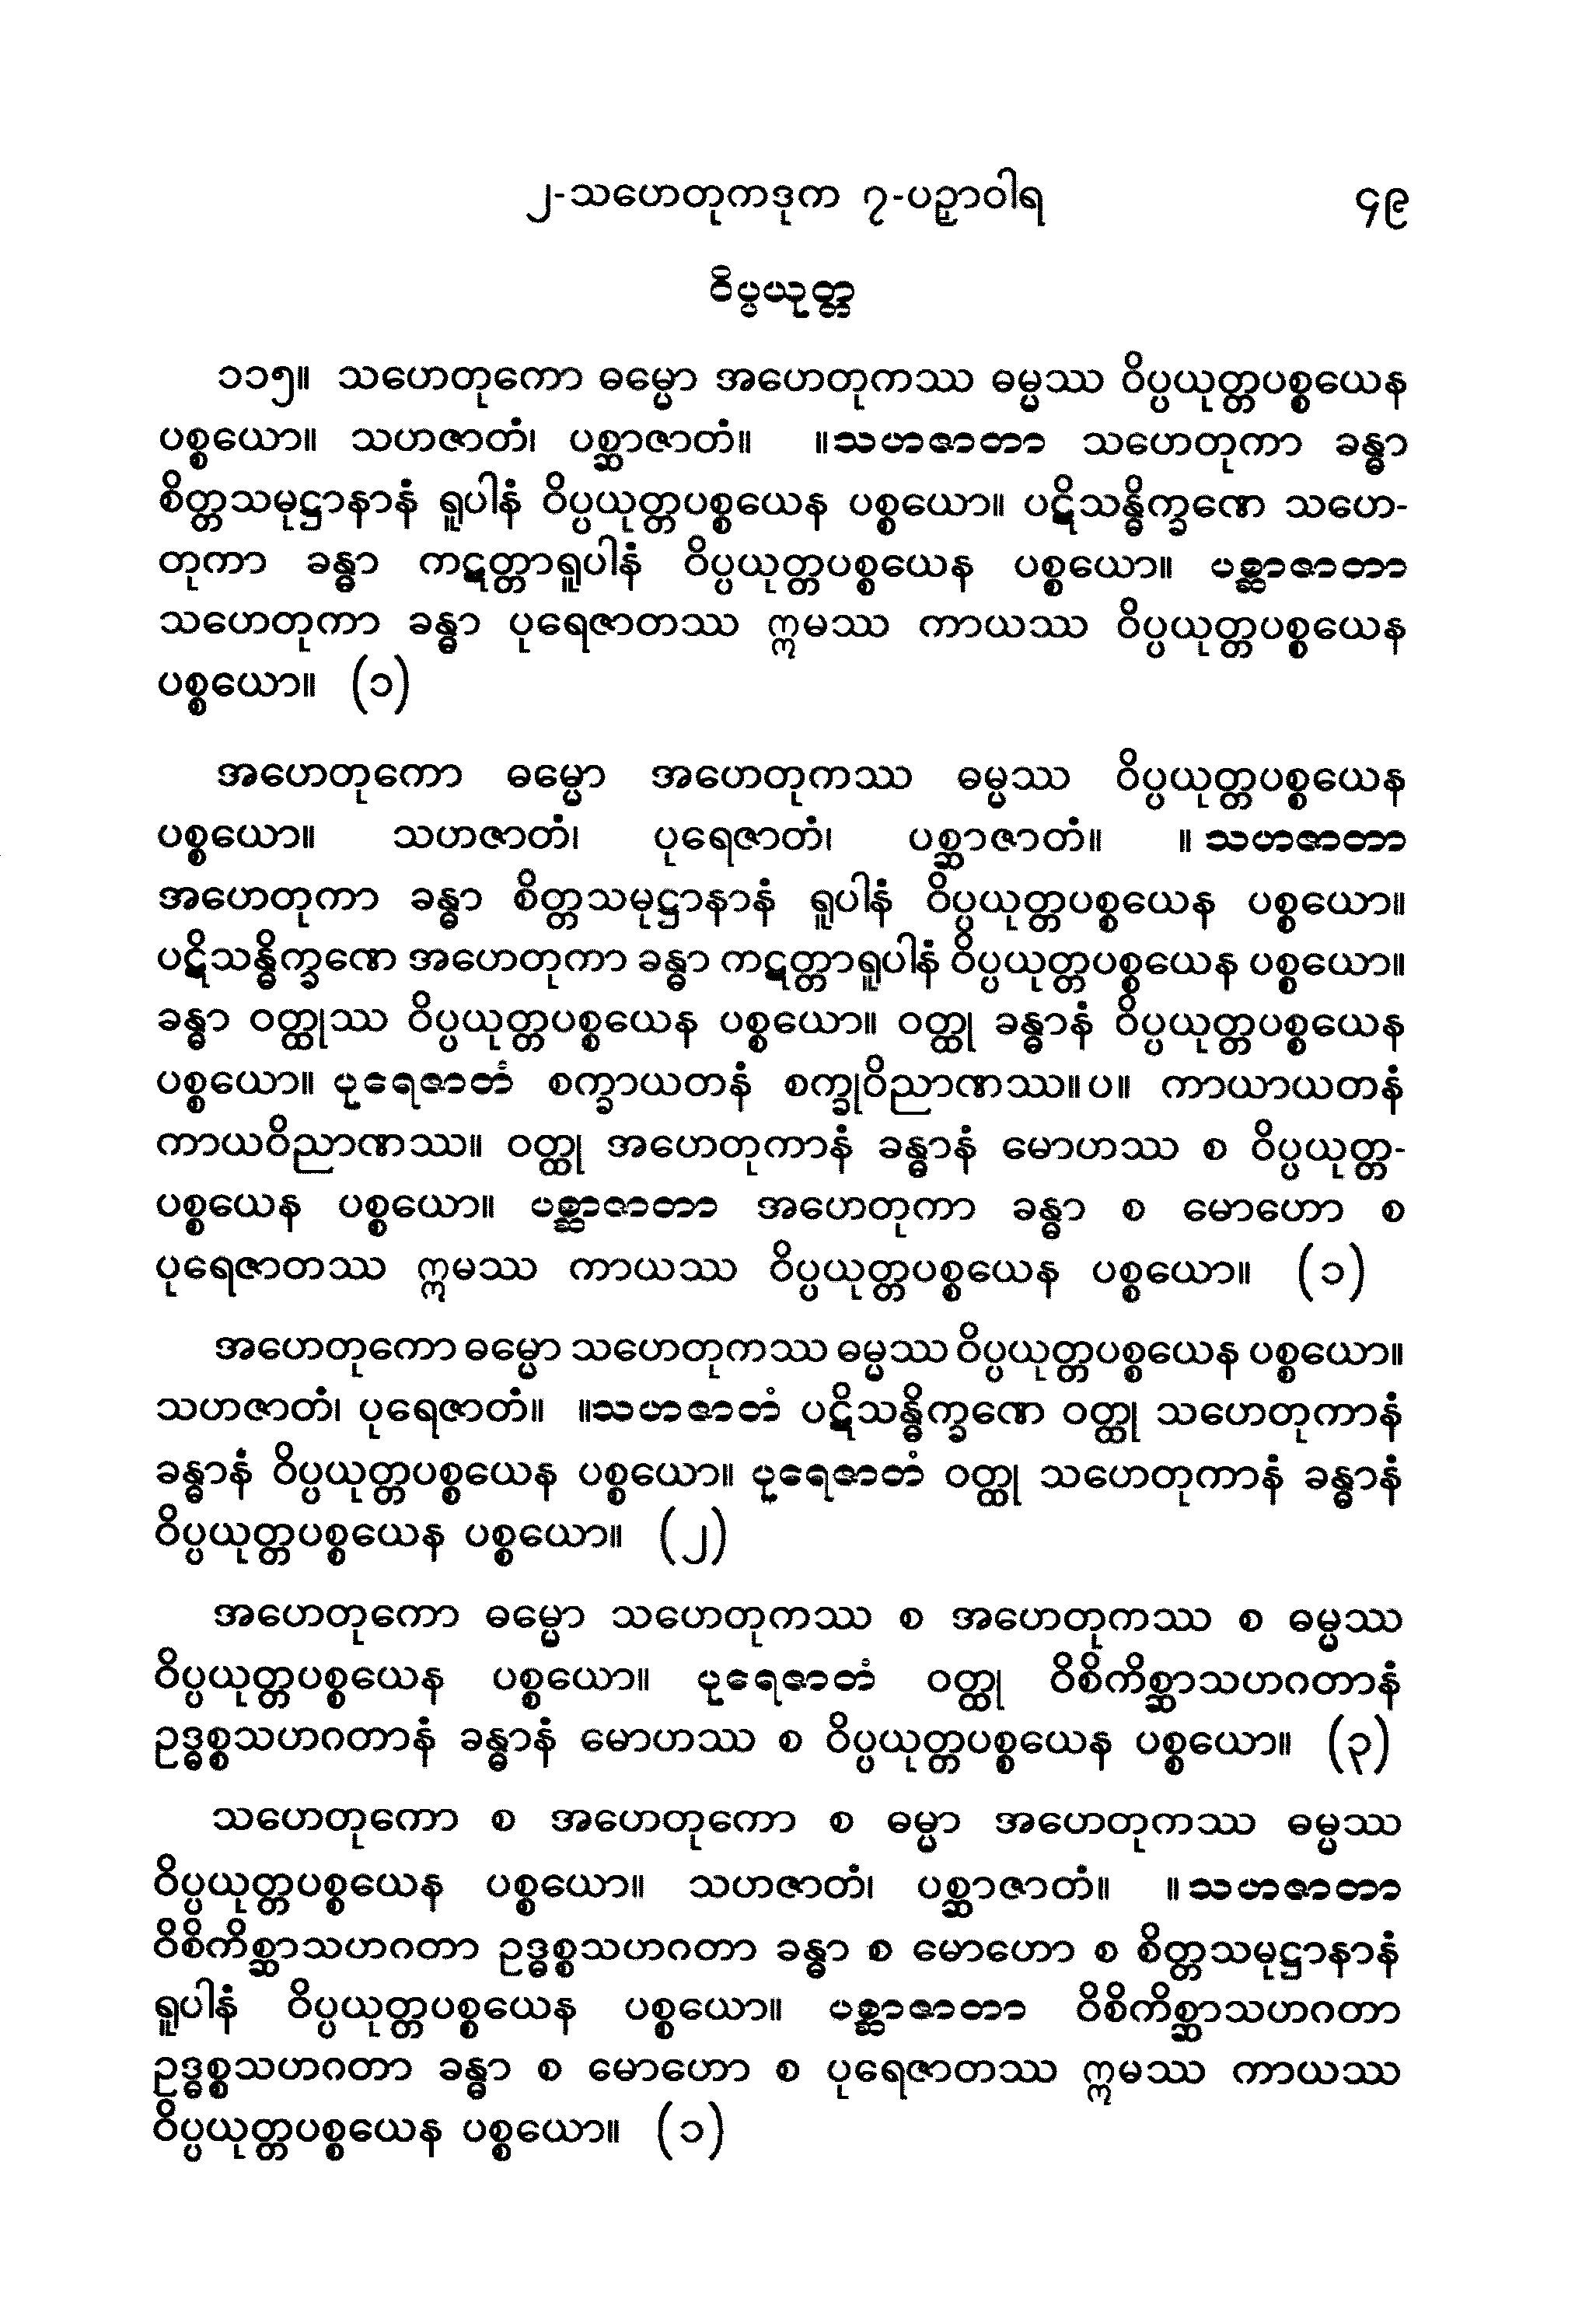 ၂-သဟေတုကဒုက ၇-ပဉှာဝါရ ၄၉
ဝိပ္ပယုတ္တ
၁၁၅။ သဟေတုကော ဓမ္မော အဟေတုကဿ ဓမ္မဿ ဝိပ္ပယုတ္တပစ္စယေန
ပစ္စယော။ သဟဇာတံ၊ ပစ္ဆာဇာတံ။ ။သဟဇာတာ သဟေတုကာ ခန္ဓာ
စိတ္တသမုဋ္ဌာနာနံ ရူပါနံ ဝိပ္ပယုတ္တပစ္စယေန ပစ္စယော။ ပဋိသန္ဓိက္ခဏေ သဟေ-
တုကာ ခန္ဓာ ကဋတ္တာရူပါနံ ဝိပ္ပယုတ္တပစ္စယေန ပစ္စယော။ ပစ္ဆာဇာတာ
သဟေတုကာ ခန္ဓာ ပုရေဇာတဿ ဣမဿ ကာယဿ ဝိပ္ပယုတ္တပစ္စယေန
ပစ္စယော။ (၁)
အဟေတုကော ဓမ္မော အဟေတုကဿ ဓမ္မဿ ဝိပ္ပယုတ္တပစ္စယေန
ပစ္စယော။ သဟဇာတံ၊ ပုရေဇာတံ၊ ပစ္ဆာဇာတံ။ ။သဟဇာတာ
အဟေတုကာ ခန္ဓာ စိတ္တသမုဋ္ဌာနာနံ ရူပါနံ ဝိပ္ပယုတ္တပစ္စယေန ပစ္စယော။
ပဋိသန္ဓိက္ခဏေ အဟေတုကာ ခန္ဓာ ကဋတ္တာရူပါနံ ဝိပ္ပယုတ္တပစ္စယေန ပစ္စယော။
ခန္ဓာ ဝတ္ထုဿ ဝိပ္ပယုတ္တပစ္စယေန ပစ္စယော။ ဝတ္ထု ခန္ဓာနံ ဝိပ္ပယုတ္တပစ္စယေန
ပစ္စယော။ ပုရေဇာတံ စက္ခာယတနံ စက္ခုဝိညာဏဿ။ပ။ ကာယာယတနံ
ကာယဝိညာဏဿ။ ဝတ္ထု အဟေတုကာနံ ခန္ဓာနံ မောဟဿ စ ဝိပ္ပယုတ္တ-
ပစ္စယေန ပစ္စယော။ ပစ္ဆာဇာတာ အဟေတုကာ ခန္ဓာ စ မောဟော စ
ပုရေဇာတဿ ဣမဿ ကာယဿ ဝိပ္ပယုတ္တပစ္စယေန ပစ္စယော။ (၁)
အဟေတုကော ဓမ္မော သဟေတုကဿ ဓမ္မဿ ဝိပ္ပယုတ္တပစ္စယေန ပစ္စယော။
သဟဇာတံ၊ ပုရေဇာတံ။ ။သဟဇာတံ ပဋိသန္ဓိက္ခဏေ ဝတ္ထု သဟေတုကာနံ
ခန္ဓာနံ ဝိပ္ပယုတ္တပစ္စယေန ပစ္စယော။ ပုရေဇာတံ ဝတ္ထု သဟေတုကာနံ ခန္ဓာနံ
ဝိပ္ပယုတ္တပစ္စယေန ပစ္စယော။ (၂)
အဟေတုကော ဓမ္မော သဟေတုကဿ စ အဟေတုကဿ စ ဓမ္မဿ
ဝိပ္ပယုတ္တပစ္စယေန ပစ္စယော။ ပုရေဇာတံ ဝတ္ထု ဝိစိကိစ္ဆာသဟဂတာနံ
ဥဒ္ဓစ္စသဟဂတာနံ ခန္ဓာနံ မောဟဿ စ ဝိပ္ပယုတ္တပစ္စယေန ပစ္စယော။ (၃)
သဟေတုကော စ အဟေတုကော စ ဓမ္မာ အဟေတုကဿ ဓမ္မဿ
ဝိပ္ပယုတ္တပစ္စယေန ပစ္စယော။ သဟဇာတံ၊ ပစ္ဆာဇာတံ။ ။သဟဇာတာ
ဝိစိကိစ္ဆာသဟဂတာ ဥဒ္ဓစ္စသဟဂတာ ခန္ဓာ စ မောဟော စ စိတ္တသမုဋ္ဌာနာနံ
ရူပါနံ ဝိပ္ပယုတ္တပစ္စယေန ပစ္စယော။ ပစ္ဆာဇာတာ ဝိစိကိစ္ဆာသဟဂတာ
ဥဒ္ဓစ္စသဟဂတာ ခန္ဓာ စ မောဟော စ ပုရေဇာတဿ ဣမဿ ကာယဿ
ဝိပ္ပယုတ္တပစ္စယေန ပစ္စယော။ (၁)